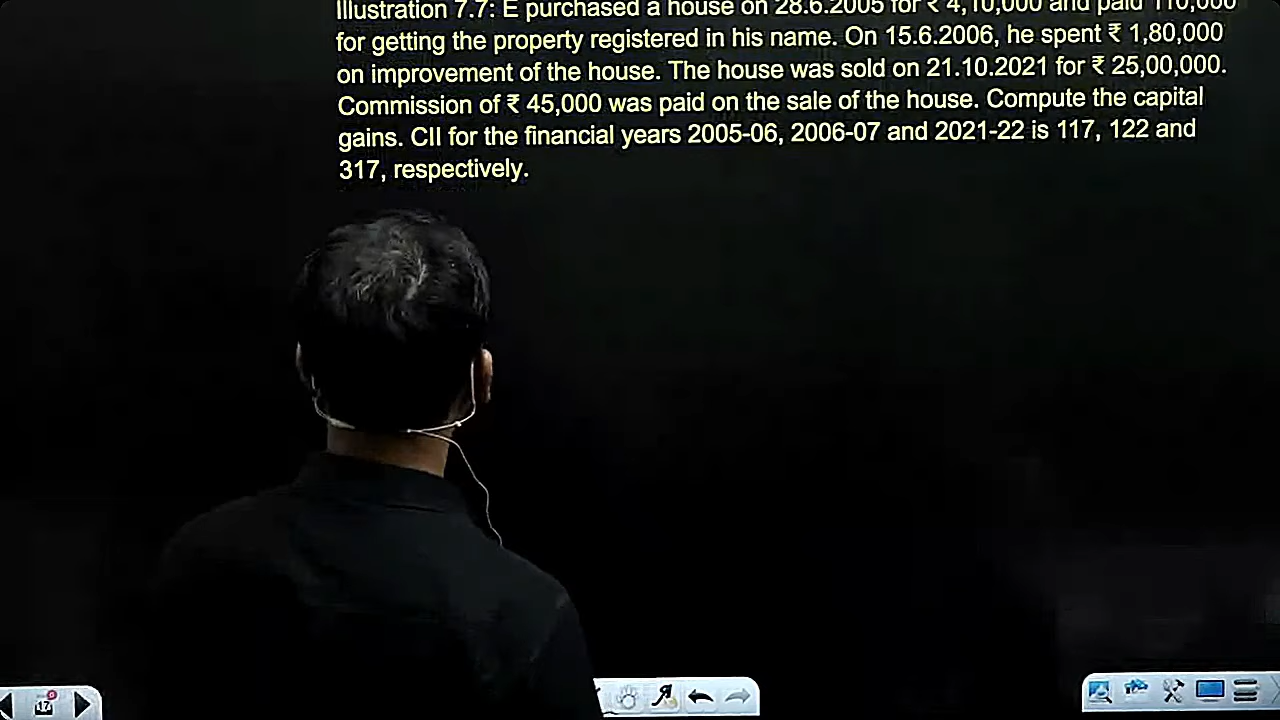 Illustration 7.7: E purchased a house on 28.6.2005 for ₹ 4,10,000 and paid 110,000
for getting the property registered in his name. On 15.6.2006, he spent ₹ 1,80,000
on improvement of the house. The house was sold on 21.10.2021 for ₹ 25,00,000.
Commission of ₹ 45,000 was paid on the sale of the house. Compute the capital
gains. CII for the financial years 2005-06, 2006-07 and 2021-22 is 117, 122 and
317, respectively.
17